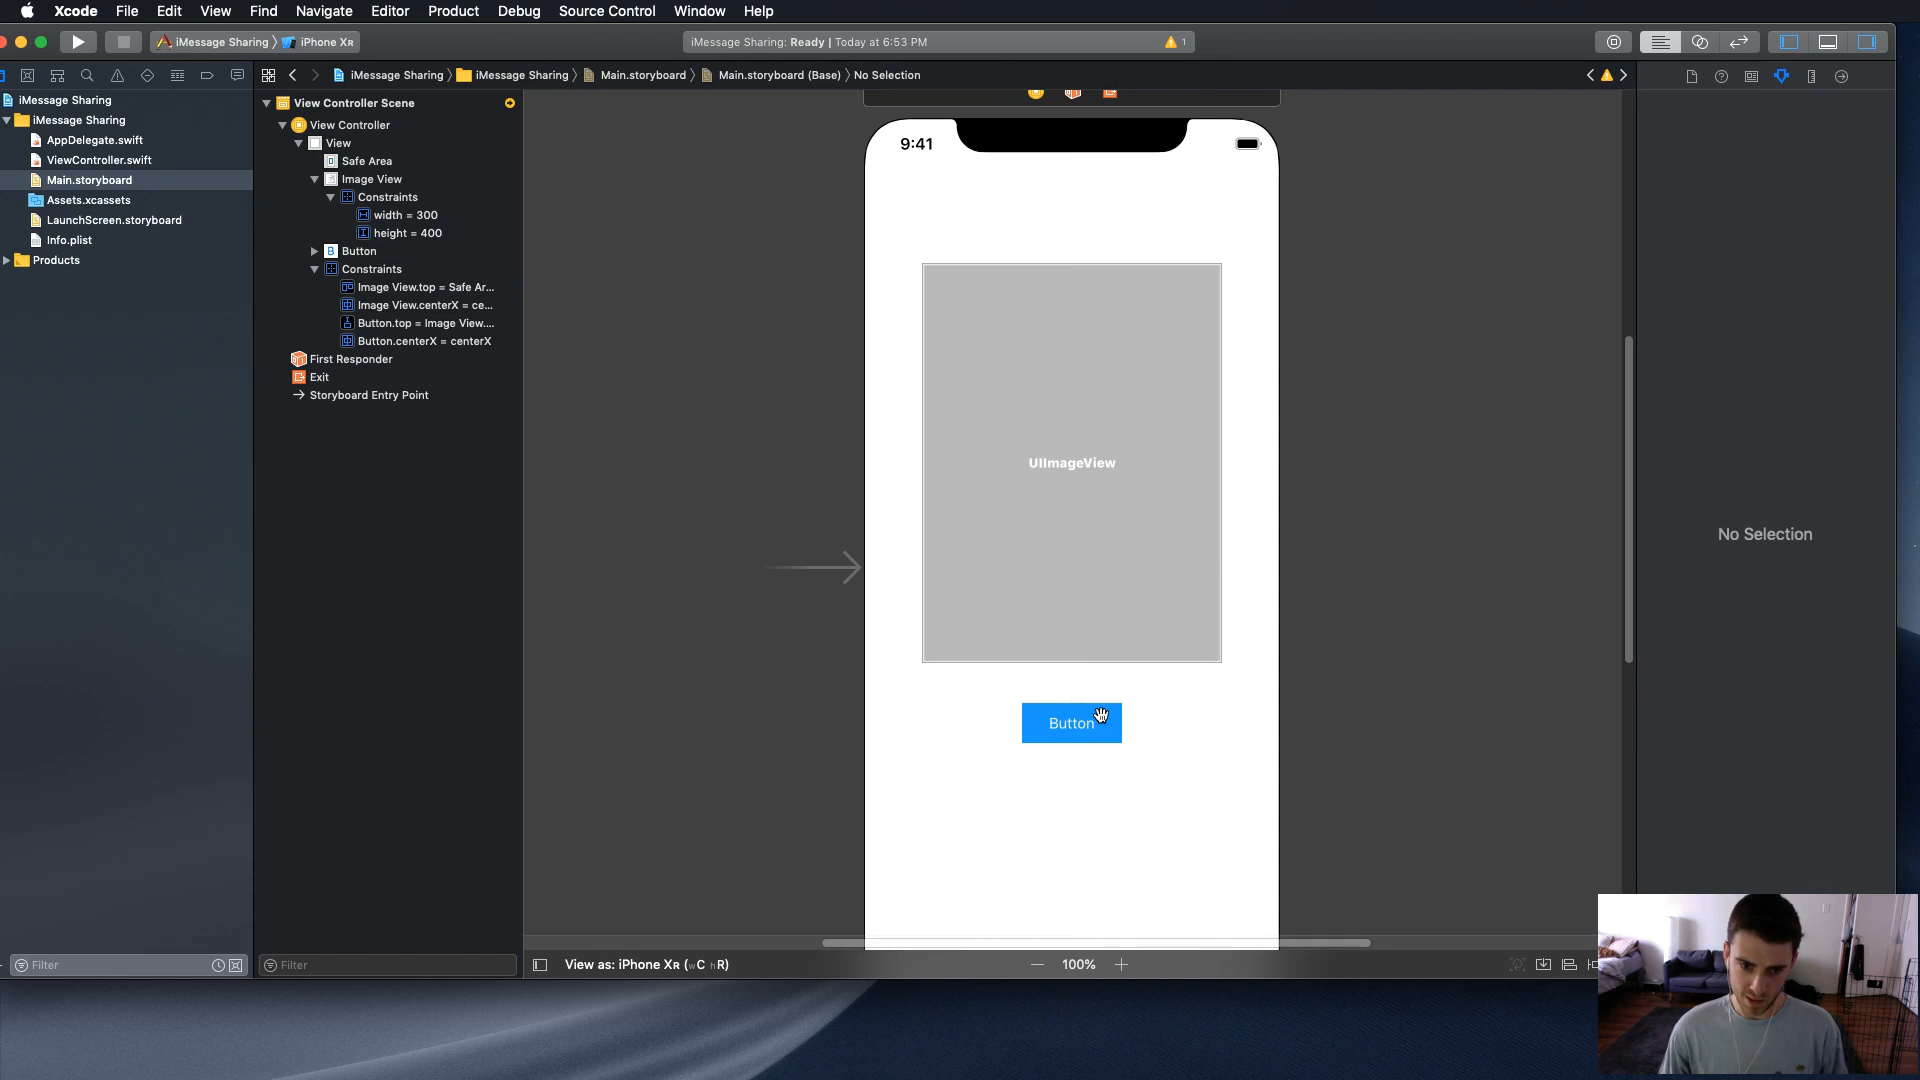 Xcode File Edit View Find Navigate Editor Product Debug Source Control Window Help
iMessage Sharing iPhone XR
iMessage Sharing: Ready | Today at 6:53 PM
1
iMessage Sharing iMessage Sharing Main.storyboard Main.storyboard (Base) No Selection
iMessage Sharing
iMessage Sharing
AppDelegate.swift
ViewController.swift
Main.storyboard
Assets.xcassets
LaunchScreen.storyboard
Info.plist
Products
View Controller Scene
View Controller
View
Safe Area
Image View
Constraints
width = 300
height = 400
B Button
Constraints
Image View.top = Safe Ar...
Image View.centerX = ce...
Button.top = Image View....
Button.centerX = centerX
First Responder
Exit
Storyboard Entry Point
9:41
UIImageView
Button
No Selection
Filter
Filter
View as: iPhone XR (wC hR)
100%